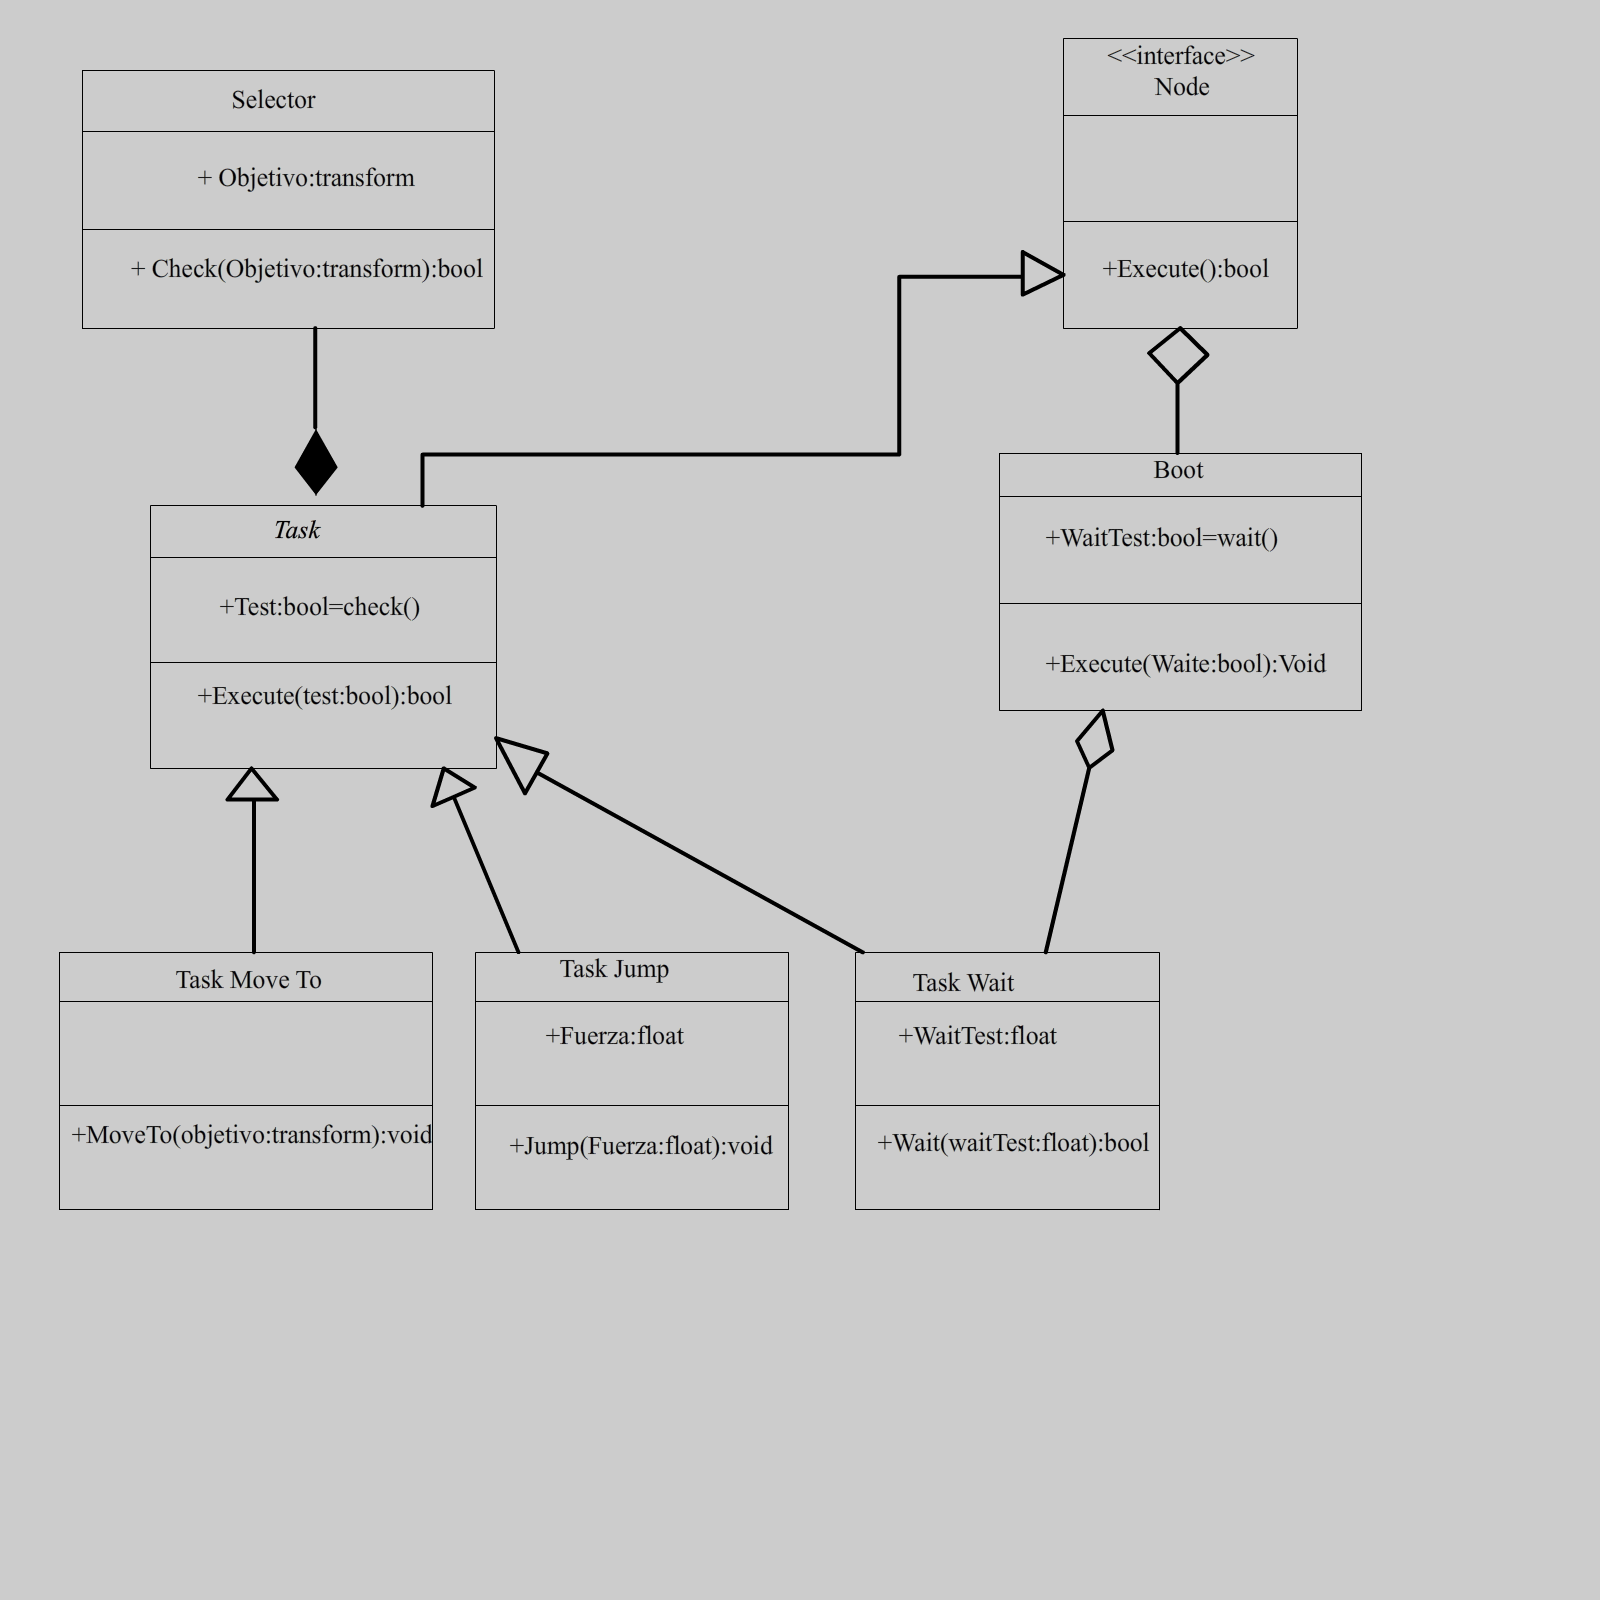 Selector
+ Objetivo:transform
+ Check(Objetivo:transform):bool
<<interface>>
Node
+Execute():bool
Task
+Test:bool=check()
+Execute(test:bool):bool
Boot
+WaitTest:bool=wait()
+Execute(Waite:bool):Void
Task Move To
+MoveTo(objetivo:transform):void
Task Jump
+Fuerza:float
+Jump(Fuerza:float):void
Task Wait
+WaitTest:float
+Wait(waitTest:float):bool